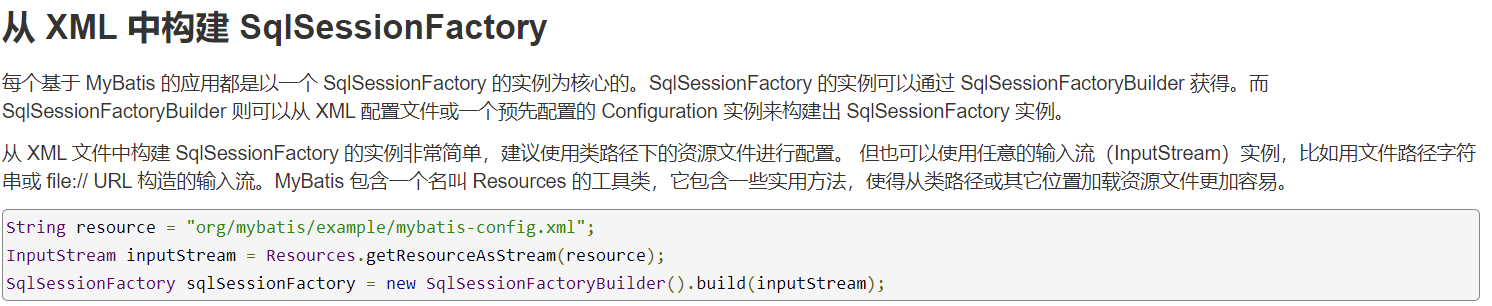 从 XML 中构建 SqlSessionFactory
每个基于 MyBatis 的应用都是以一个 SqlSessionFactory 的实例为核心的。SqlSessionFactory 的实例可以通过 SqlSessionFactoryBuilder 获得。而
SqlSessionFactoryBuilder 则可以从 XML 配置文件或一个预先配置的 Configuration 实例来构建出 SqlSessionFactory 实例。
从 XML 文件中构建 SqlSessionFactory 的实例非常简单，建议使用类路径下的资源文件进行配置。 但也可以使用任意的输入流（InputStream）实例，比如用文件路径字符
串或 file:// URL 构造的输入流。MyBatis 包含一个名叫 Resources 的工具类，它包含一些实用方法，使得从类路径或其它位置加载资源文件更加容易。
String resource = "org/mybatis/example/mybatis-config.xml";
InputStream inputStream = Resources.getResourceAsStream(resource);
SqlSessionFactory sqlSessionFactory = new SqlSessionFactoryBuilder().build(inputStream);